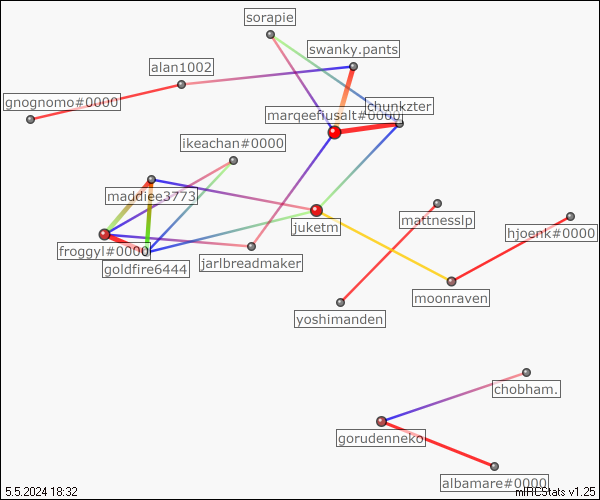 sorapie
swanky.pants
alan1002
gnognomo#0000
chunkzter
marqeefiusalt#0000
ikeachan#0000
maddiee3773
juketm
mattnesslp
hjoenk#0000
froggyl#0000
goldfire6444
jarlbreadmaker
moonraven
yoshimanden
chobham.
gorudenneko
albamare#0000
5.5.2024 18:32
mIRCStats v1.25